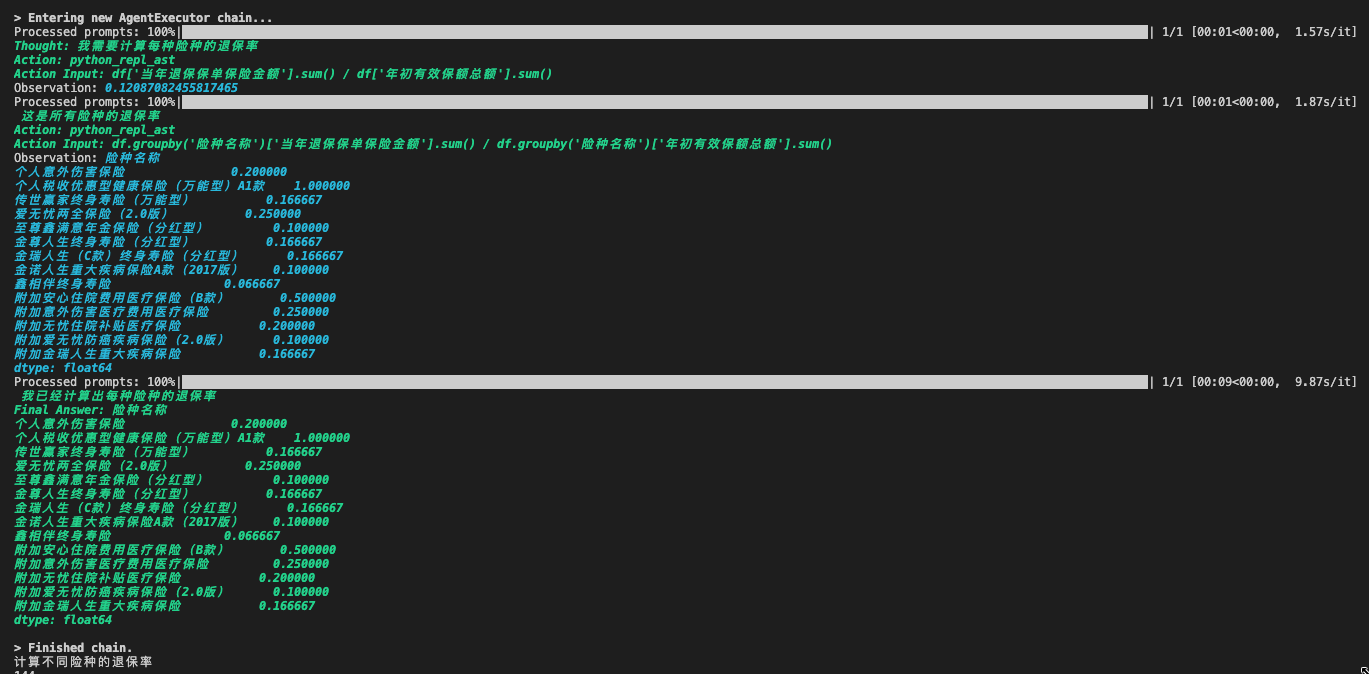 > Entering new AgentExecutor chain...
Processed prompts: 100%| | 1/1 [00:01<00:00, 1.57s/it]
Thought: 我需要计算每种险种的退保率
Action: python_repl_ast
Action Input: df['当年退保保单保险金额'].sum() / df['年初有效保额总额'].sum()
Observation: 0.12087082455817465
Processed prompts: 100%| | 1/1 [00:01<00:00, 1.87s/it]
这是所有险种的退保率
Action: python_repl_ast
Action Input: df.groupby('险种名称')['当年退保保单保险金额'].sum() / df.groupby('险种名称')['年初有效保额总额'].sum()
Observation: 险种名称
个人意外伤害保险 0.200000
个人税收优惠型健康保险（万能型）A1款 1.000000
传世赢家终身寿险（万能型） 0.166667
爱无忧两全保险（2.0版） 0.250000
至尊鑫满意年金保险（分红型） 0.100000
金尊人生终身寿险（分红型） 0.166667
金瑞人生（C款）终身寿险（分红型） 0.166667
金诺人生重大疾病保险A款（2017版） 0.100000
鑫相伴终身寿险 0.066667
附加安心住院费用医疗保险（B款） 0.500000
附加意外伤害医疗费用医疗保险 0.250000
附加无忧住院补贴医疗保险 0.200000
附加爱无忧防癌疾病保险（2.0版） 0.100000
附加金瑞人生重大疾病保险 0.166667
dtype: float64
Processed prompts: 100%| | 1/1 [00:09<00:00, 9.87s/it]
我已经计算出每种险种的退保率
Final Answer: 险种名称
个人意外伤害保险 0.200000
个人税收优惠型健康保险（万能型）A1款 1.000000
传世赢家终身寿险（万能型） 0.166667
爱无忧两全保险（2.0版） 0.250000
至尊鑫满意年金保险（分红型） 0.100000
金尊人生终身寿险（分红型） 0.166667
金瑞人生（C款）终身寿险（分红型） 0.166667
金诺人生重大疾病保险A款（2017版） 0.100000
鑫相伴终身寿险 0.066667
附加安心住院费用医疗保险（B款） 0.500000
附加意外伤害医疗费用医疗保险 0.250000
附加无忧住院补贴医疗保险 0.200000
附加爱无忧防癌疾病保险（2.0版） 0.100000
附加金瑞人生重大疾病保险 0.166667
dtype: float64
> Finished chain.
计算不同险种的退保率